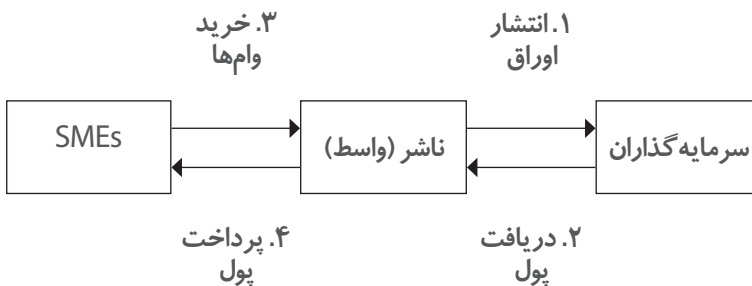 ۱. انتشار
اوراق
۳. خرید
وام‌ها
سرمایه‌گذاران
ناشر (واسط)
SMEs
۲. دریافت
پول
۴. پرداخت
پول